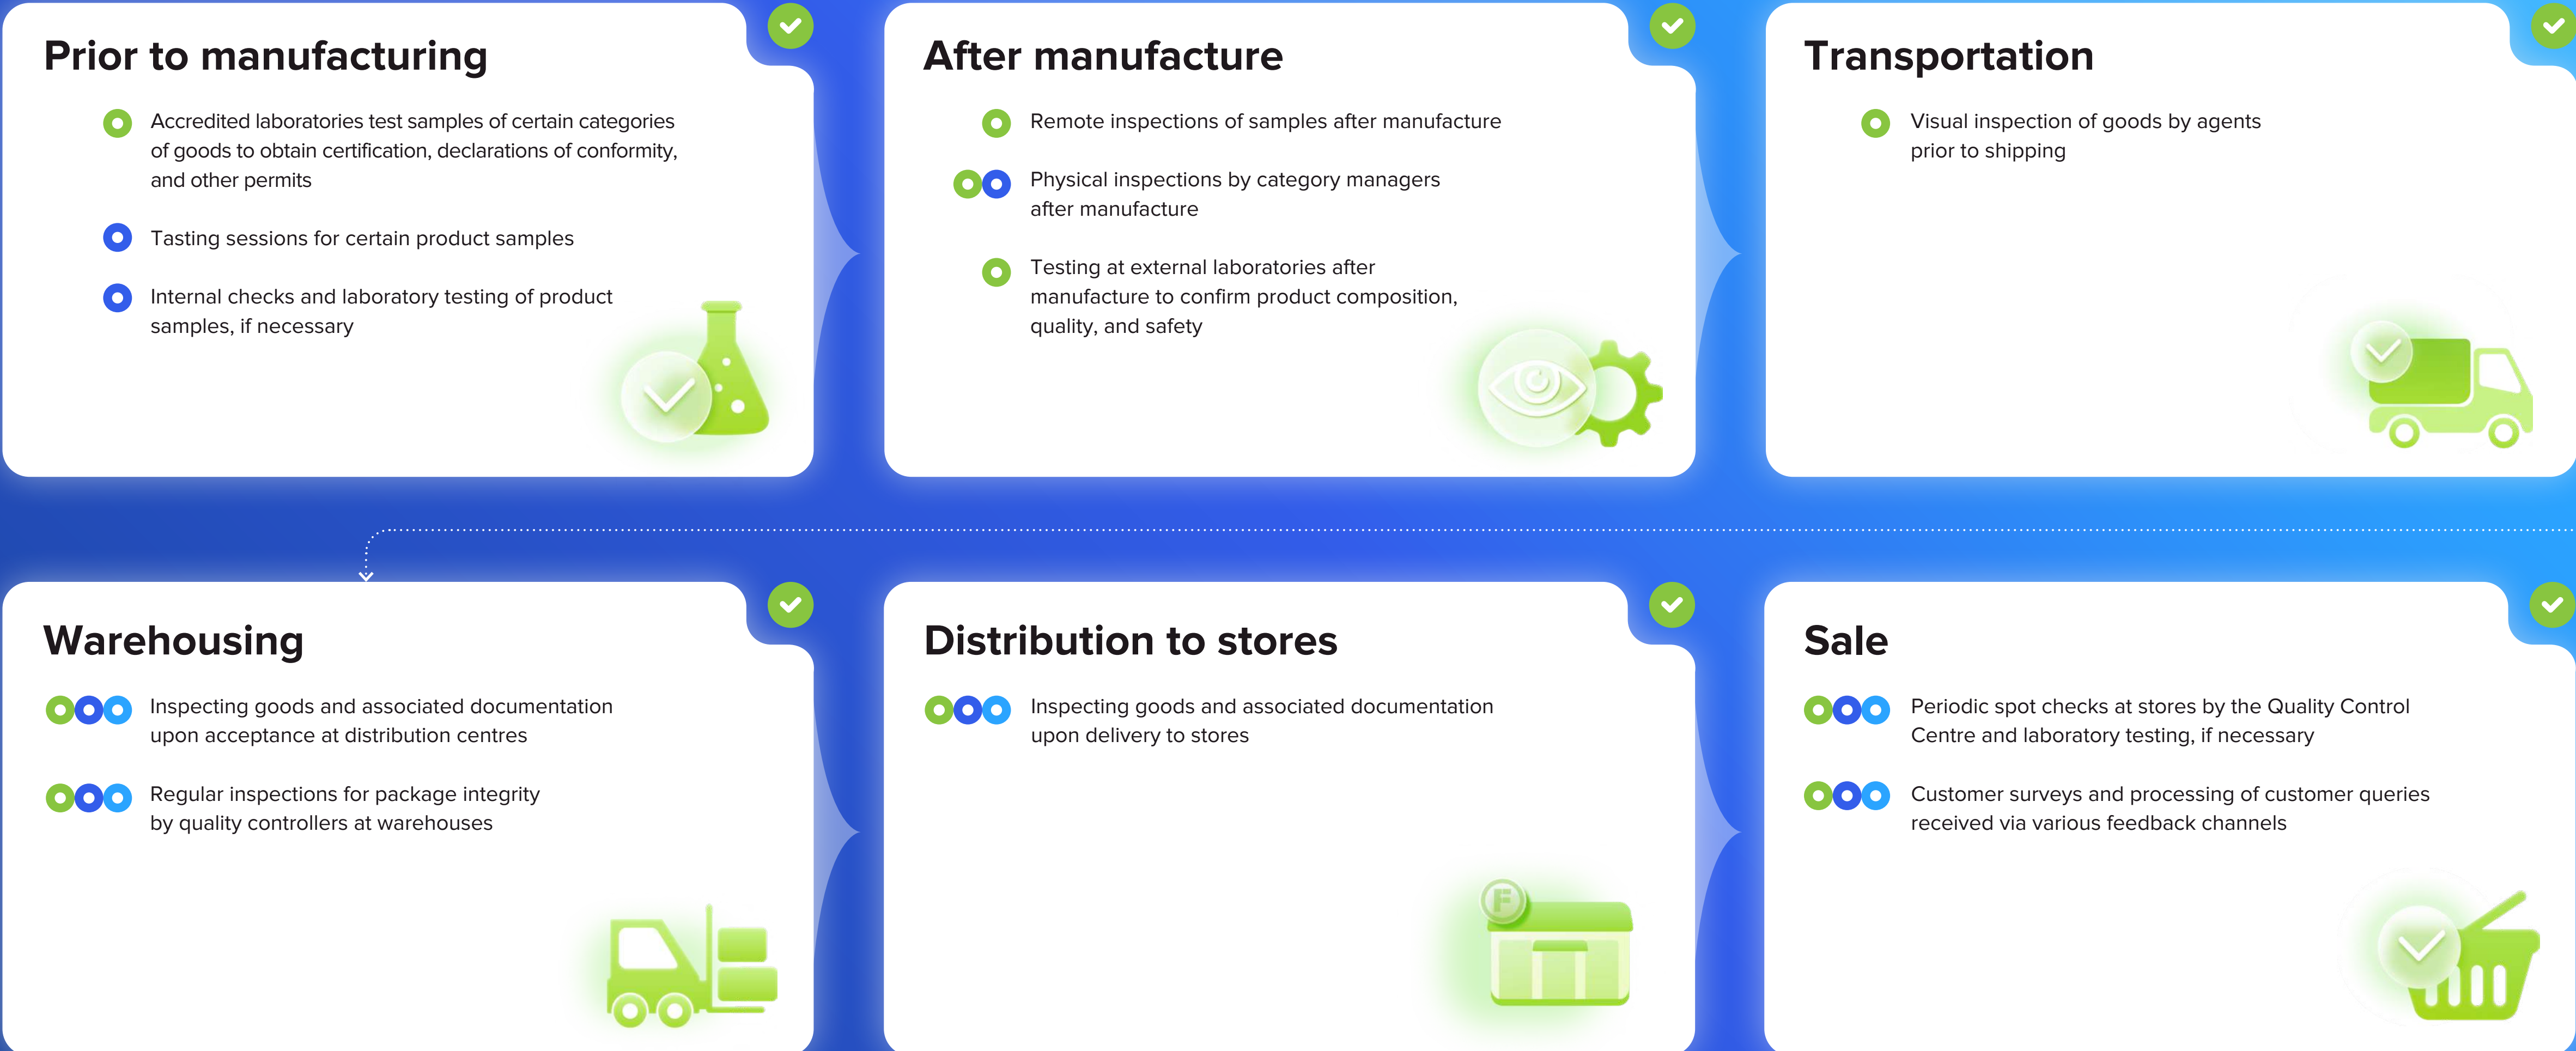 Prior to manufacturing
Accredited laboratories test samples of certain categories
of goods to obtain certification, declarations of conformity,
and other permits
Tasting sessions for certain product samples
Internal checks and laboratory testing of product
samples, if necessary
After manufacture
Remote inspections of samples after manufacture
Physical inspections by category managers
after manufacture
Testing at external laboratories after
manufacture to confirm product composition,
quality, and safety
Transportation
Visual inspection of goods by agents
prior to shipping
Warehousing
Inspecting goods and associated documentation
upon acceptance at distribution centres
Regular inspections for package integrity
by quality controllers at warehouses
Distribution to stores
Inspecting goods and associated documentation
upon delivery to stores
F
Sale
Periodic spot checks at stores by the Quality Control
Centre and laboratory testing, if necessary
Customer surveys and processing of customer queries
received via various feedback channels